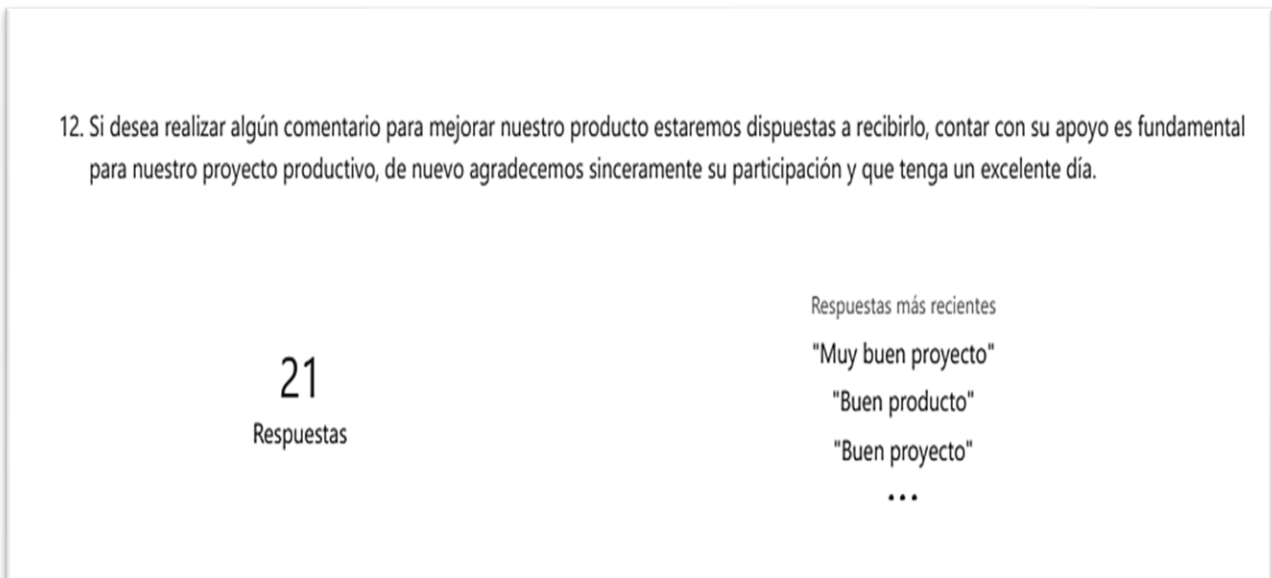 12. Si desea realizar algún comentario para mejorar nuestro producto estaremos dispuestas a recibirlo, contar con su apoyo es fundamental
para nuestro proyecto productivo, de nuevo agradecemos sinceramente su participación y que tenga un excelente día.
21
Respuestas
Respuestas más recientes
"Muy buen proyecto"
"Buen producto"
"Buen proyecto"
...